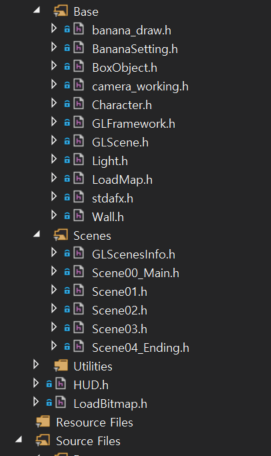 Base
banana_draw.h
BananaSetting.h
BoxObject.h
camera_working.h
Character.h
GLFramework.h
GLScene.h
Light.h
LoadMap.h
stdafx.h
Wall.h
Scenes
GLScenesInfo.h
Scene00_Main.h
Scene01.h
Scene02.h
Scene03.h
Scene04_Ending.h
Utilities
HUD.h
LoadBitmap.h
Resource Files
Source Files